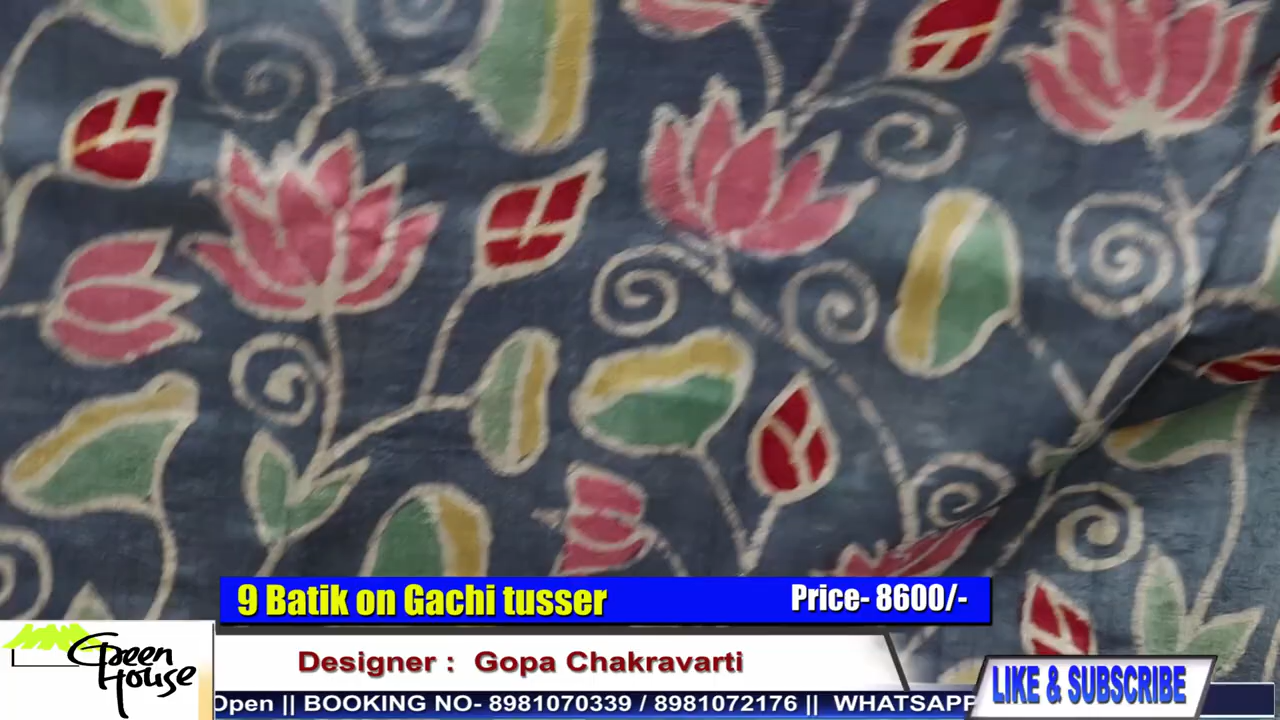 9 Batik on Gachi tusser
Price- 8600/-
Green House
Designer : Gopa Chakravarti
Open || BOOKING NO- 8981070339 / 8981072176 || WHATSAPP
LIKE & SUBSCRIBE